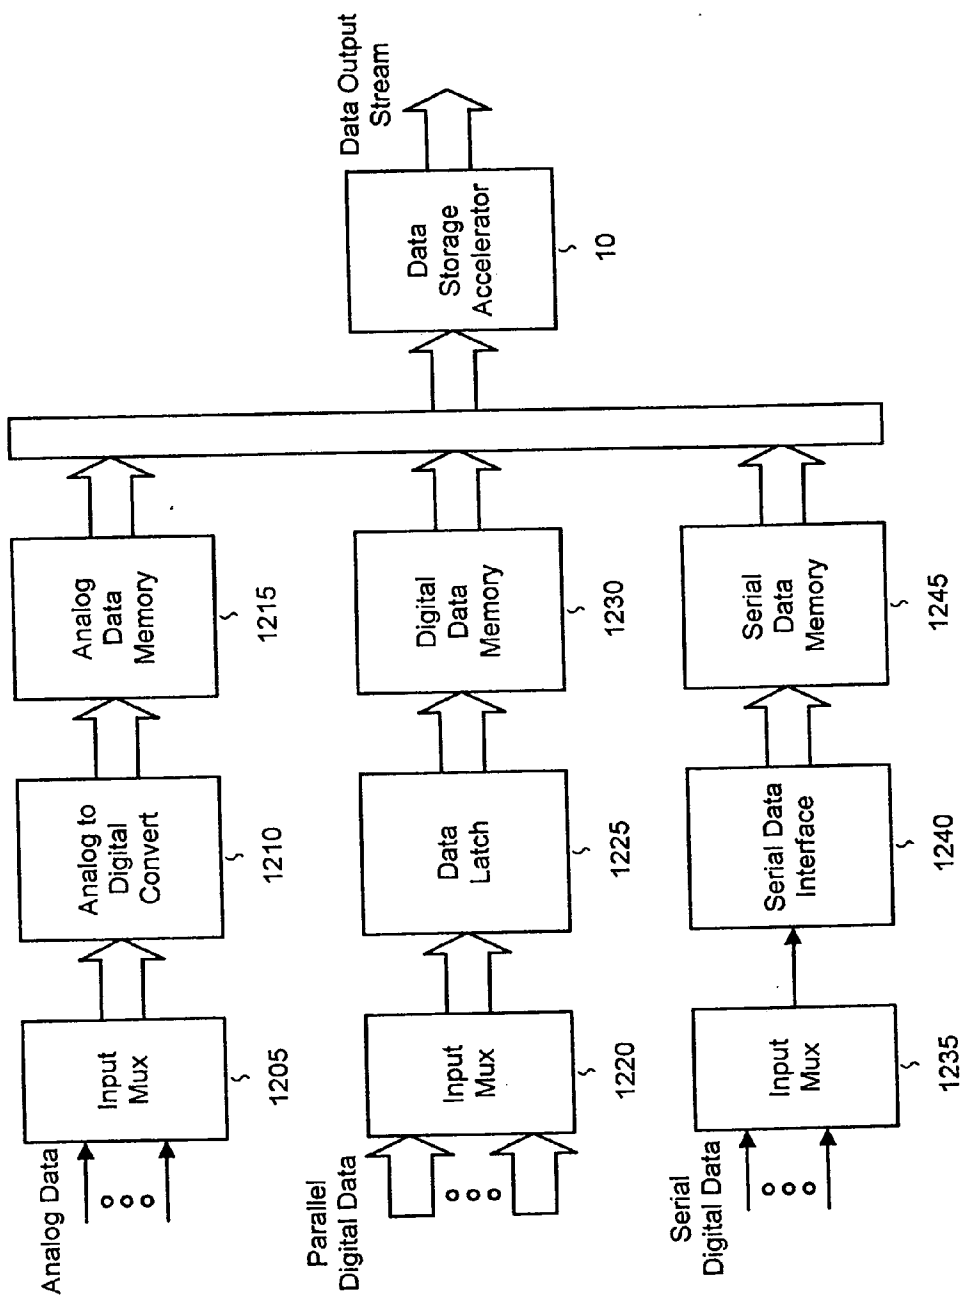 Analog Data
Input
Mux
1205
Analog to
Digital
Convert
1210
Analog
Data
Memory
1215
Parallel
Digital Data
Input
Mux
1220
Data
Latch
1225
Digital
Data
Memory
1230
Serial
Digital Data
Input
Mux
1235
Serial Data
Interface
1240
Serial
Data
Memory
1245
Data
Storage
Accelerator
10
Data Output
Stream